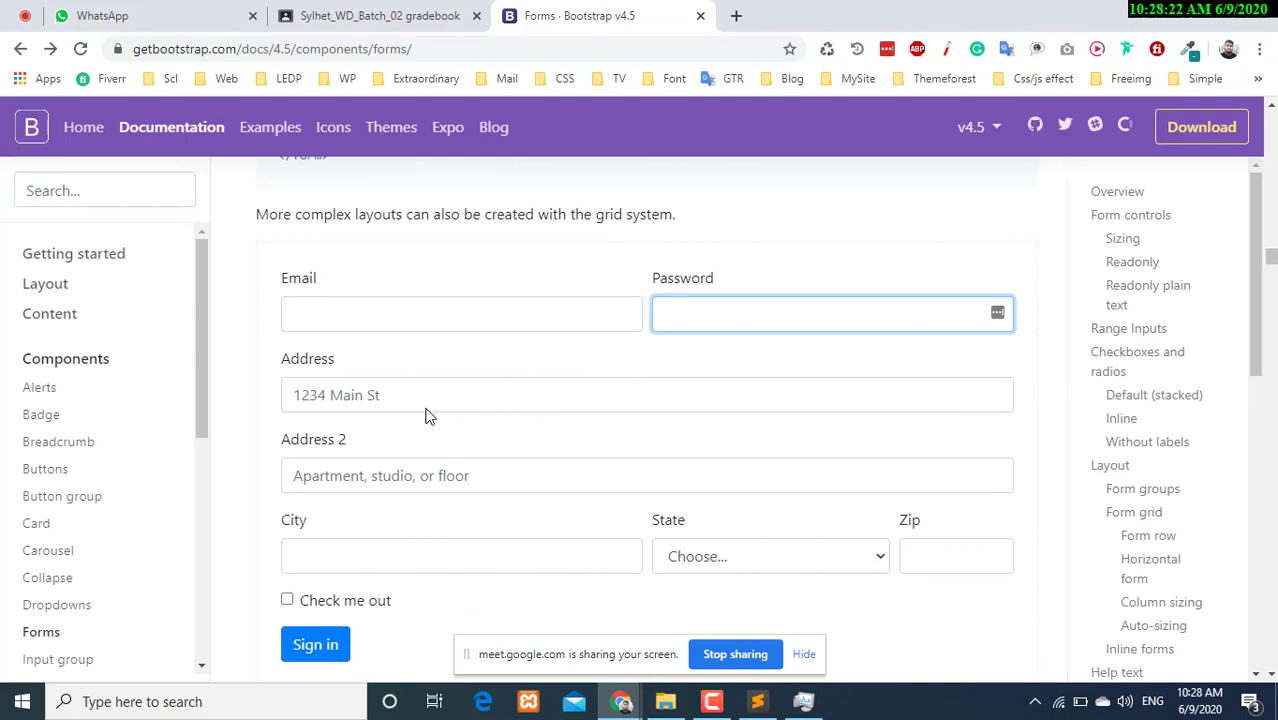 10:28:22 AM 6/9/2020
WhatsApp
Sylhet_WD_Batch_02 gradebook
B
Forms · Bootstrap v4.5
getbootstrap.com/docs/4.5/components/forms/
ABP
Apps
Fiverr
Scl
Web
LEDP
WP
Extraordinary
Mail
CSS
TV
Font
GTR
Blog
MySite
Themeforest
Css/js effect
Freeimg
Simple
»
B
Home
Documentation
Examples
Icons
Themes
Expo
Blog
v4.5
Download
Search...
Getting started
Layout
Content
Components
Alerts
Badge
Breadcrumb
Buttons
Button group
Card
Carousel
Collapse
Dropdowns
Forms
Input group
</form>
More complex layouts can also be created with the grid system.
Email
Password
Address
1234 Main St
Address 2
Apartment, studio, or floor
City
State
Zip
Choose...
Check me out
Sign in
meet.google.com is sharing your screen.
Stop sharing
Hide
Overview
Form controls
Sizing
Readonly
Readonly plain
text
Range Inputs
Checkboxes and
radios
Default (stacked)
Inline
Without labels
Layout
Form groups
Form grid
Form row
Horizontal
form
Column sizing
Auto-sizing
Inline forms
Help text
Type here to search
ENG
10:28 AM
6/9/2020
3